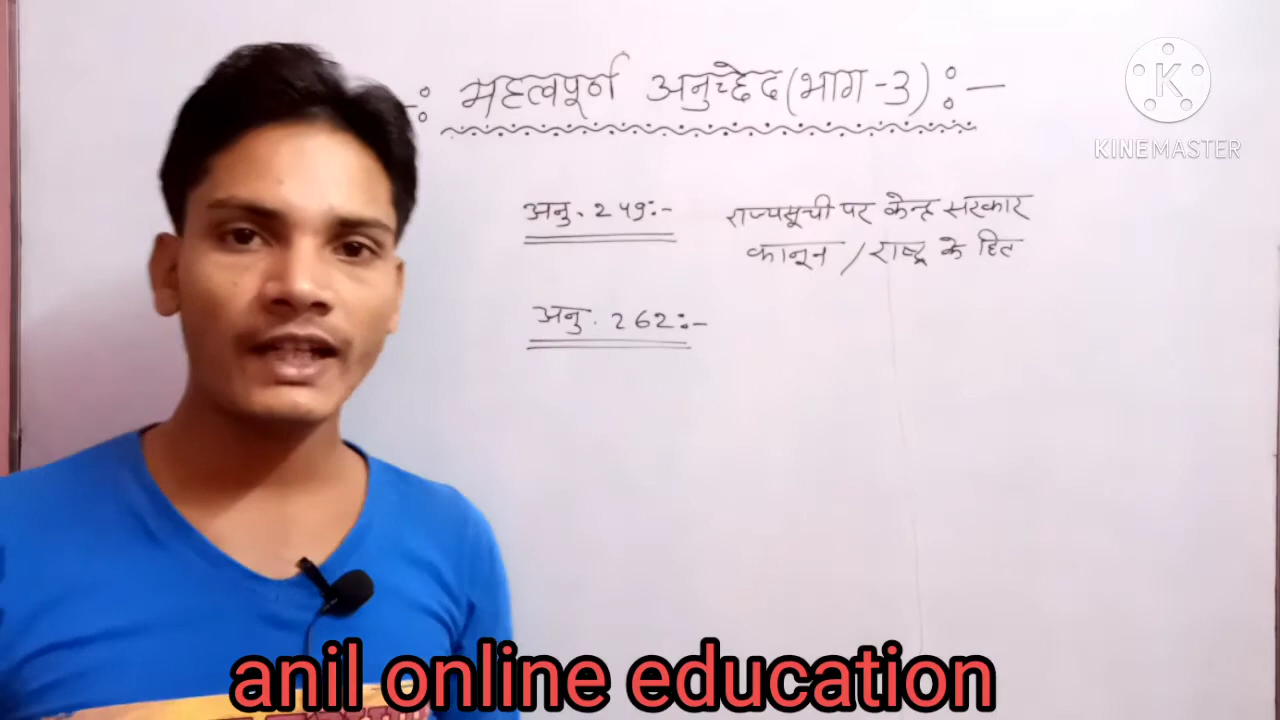 -: महत्वपूर्ण अनुच्छेद (भाग -3) :-
अनु. 249:- राज्यसूची पर केन्द्र सरकार
कानून / राष्ट्र के हित
अनु. 262:-
K
KINEMASTER
anil online education